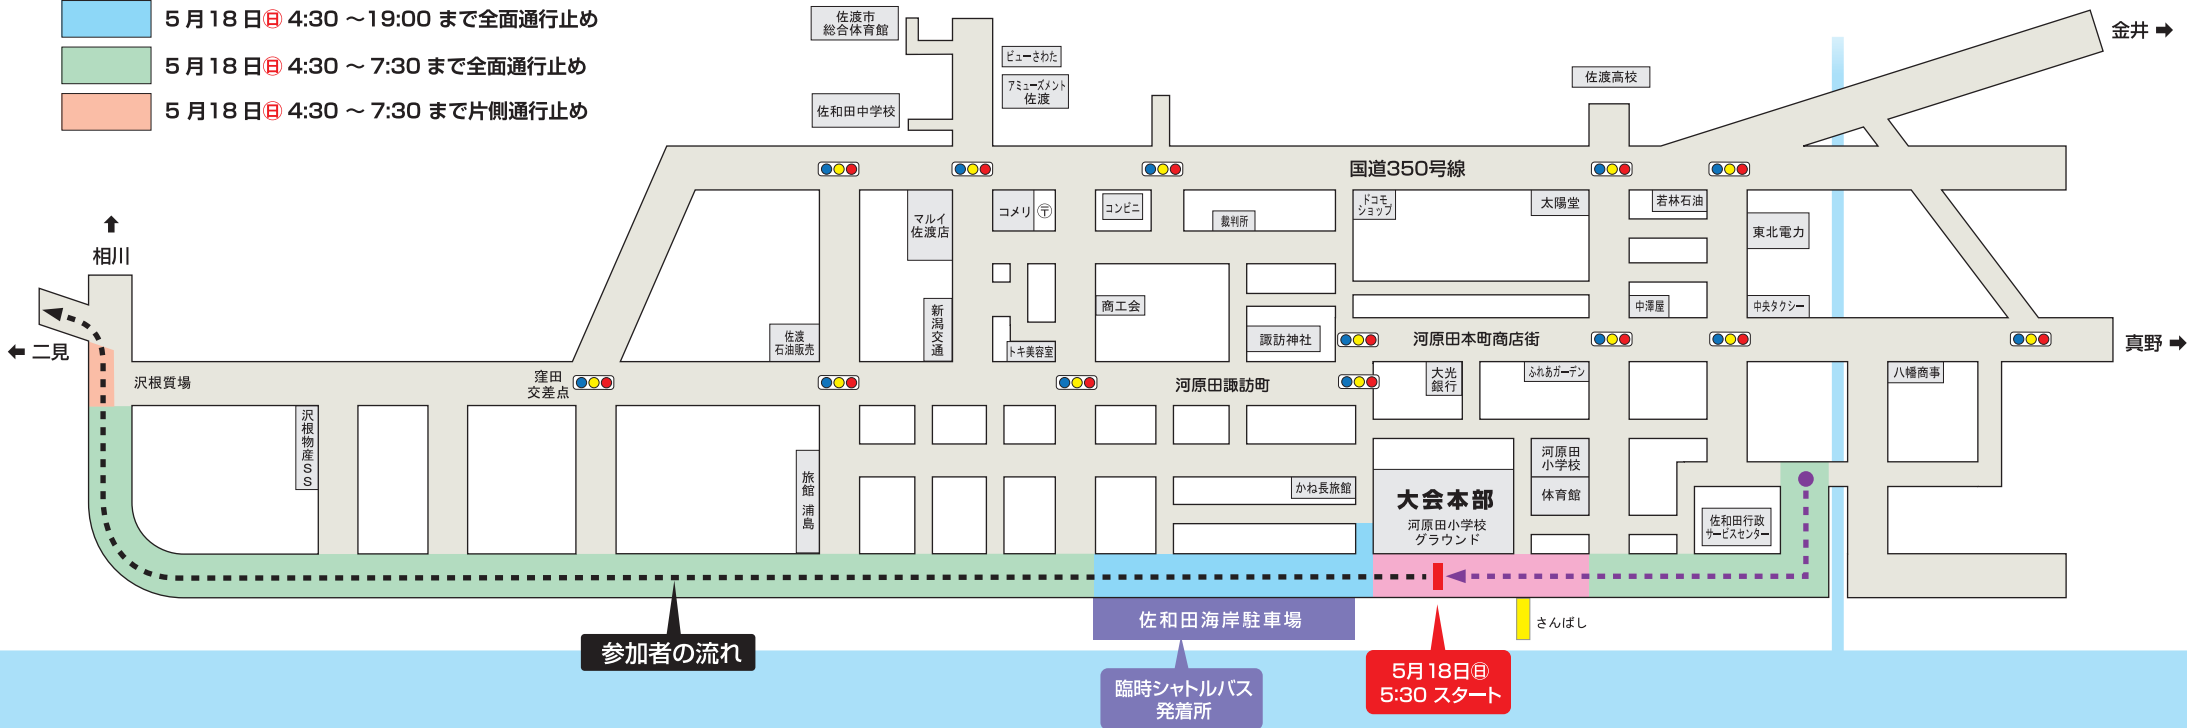 5月18日㊐ 4:30 ～19:00 まで全面通行止め
5月18日㊐ 4:30 ～ 7:30 まで全面通行止め
5月18日㊐ 4:30 ～ 7:30 まで片側通行止め
佐渡市
総合体育館
ビューさわた
アミューズメント
佐渡
佐和田中学校
佐渡高校
金井➡
国道350号線
マルイ
佐渡店
コメリ
〒
コンビニ
裁判所
ドコモ
ショップ
太陽堂
若林石油
東北電力
⬆
相川
⬅二見
佐渡
石油販売
新潟交通
トキ美容室
商工会
諏訪神社
河原田本町商店街
中澤屋
中央タクシー
真野➡
沢根質場
窪田
交差点
河原田諏訪町
大光
銀行
ふれあガーデン
八幡商事
沢根物産SS
旅館 浦島
かね長旅館
大会本部
河原田小学校
グラウンド
河原田
小学校
体育館
佐和田行政
サービスセンター
佐和田海岸駐車場
さんばし
参加者の流れ
臨時シャトルバス
発着所
5月18日㊐
5:30 スタート